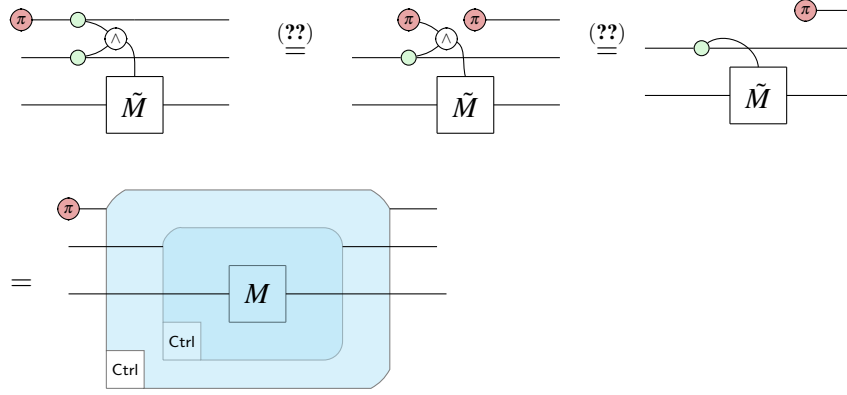 π ∧ M̃ (??) = π π ∧ M̃ (??) = π M̃
= π M Ctrl Ctrl